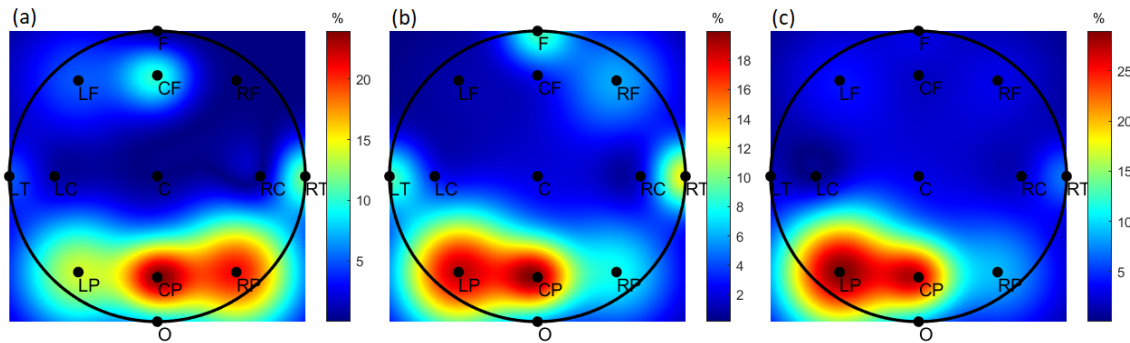 (a)
%
F
CF
LF
RF
LT
LC
C
RC
RT
LP
CP
RP
O
20
15
10
5
(b)
%
F
CF
LF
RF
LT
LC
C
RC
RT
LP
CP
RP
O
18
16
14
12
10
8
6
4
2
(c)
%
F
CF
LF
RF
LT
LC
C
RC
RT
LP
CP
RP
O
25
20
15
10
5